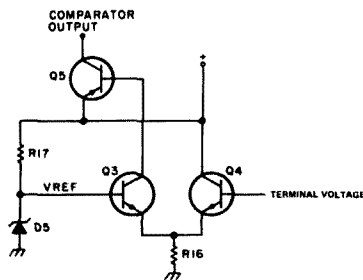 COMPARATOR
OUTPUT
Q5
+
R17
Q3
Q4
VREF
TERMINAL VOLTAGE
D5
R16